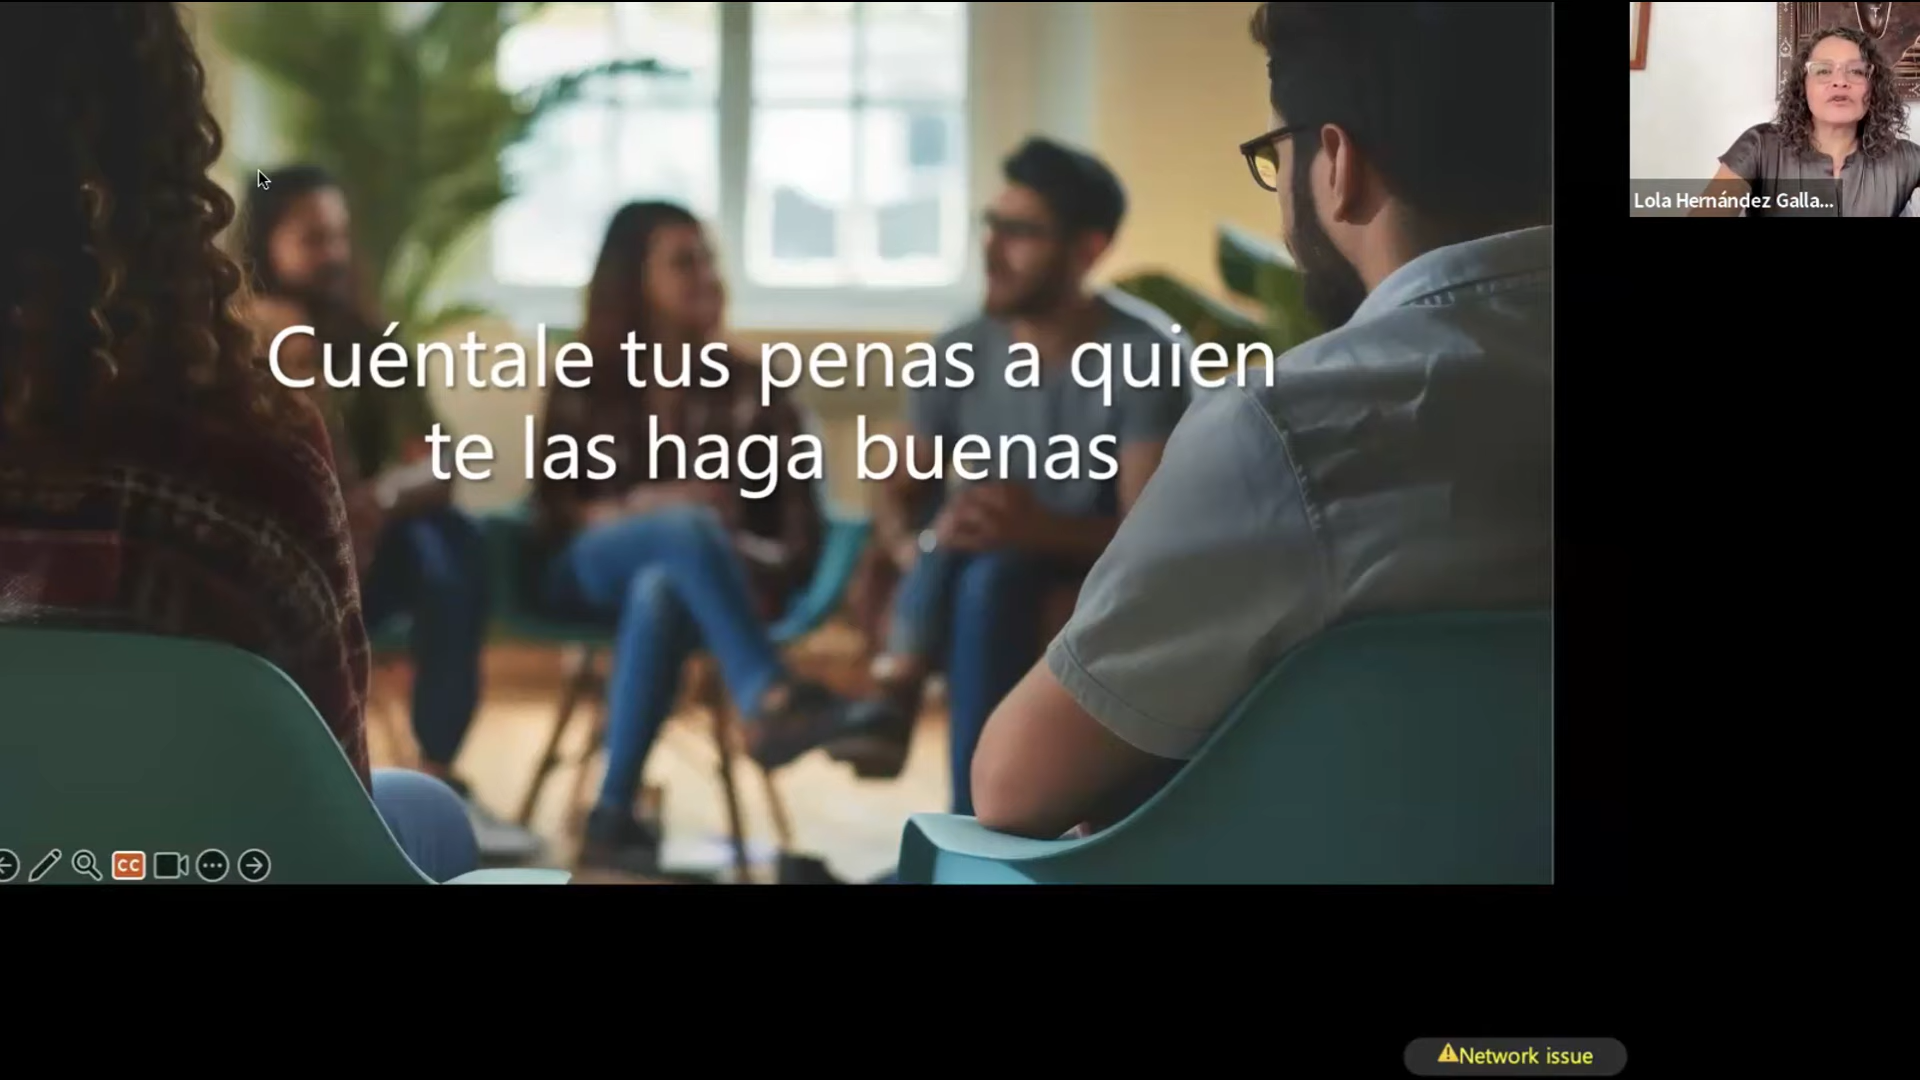 Cuéntale tus penas a quien
te las haga buenas
Lola Hernández Galla...
CC
Network issue